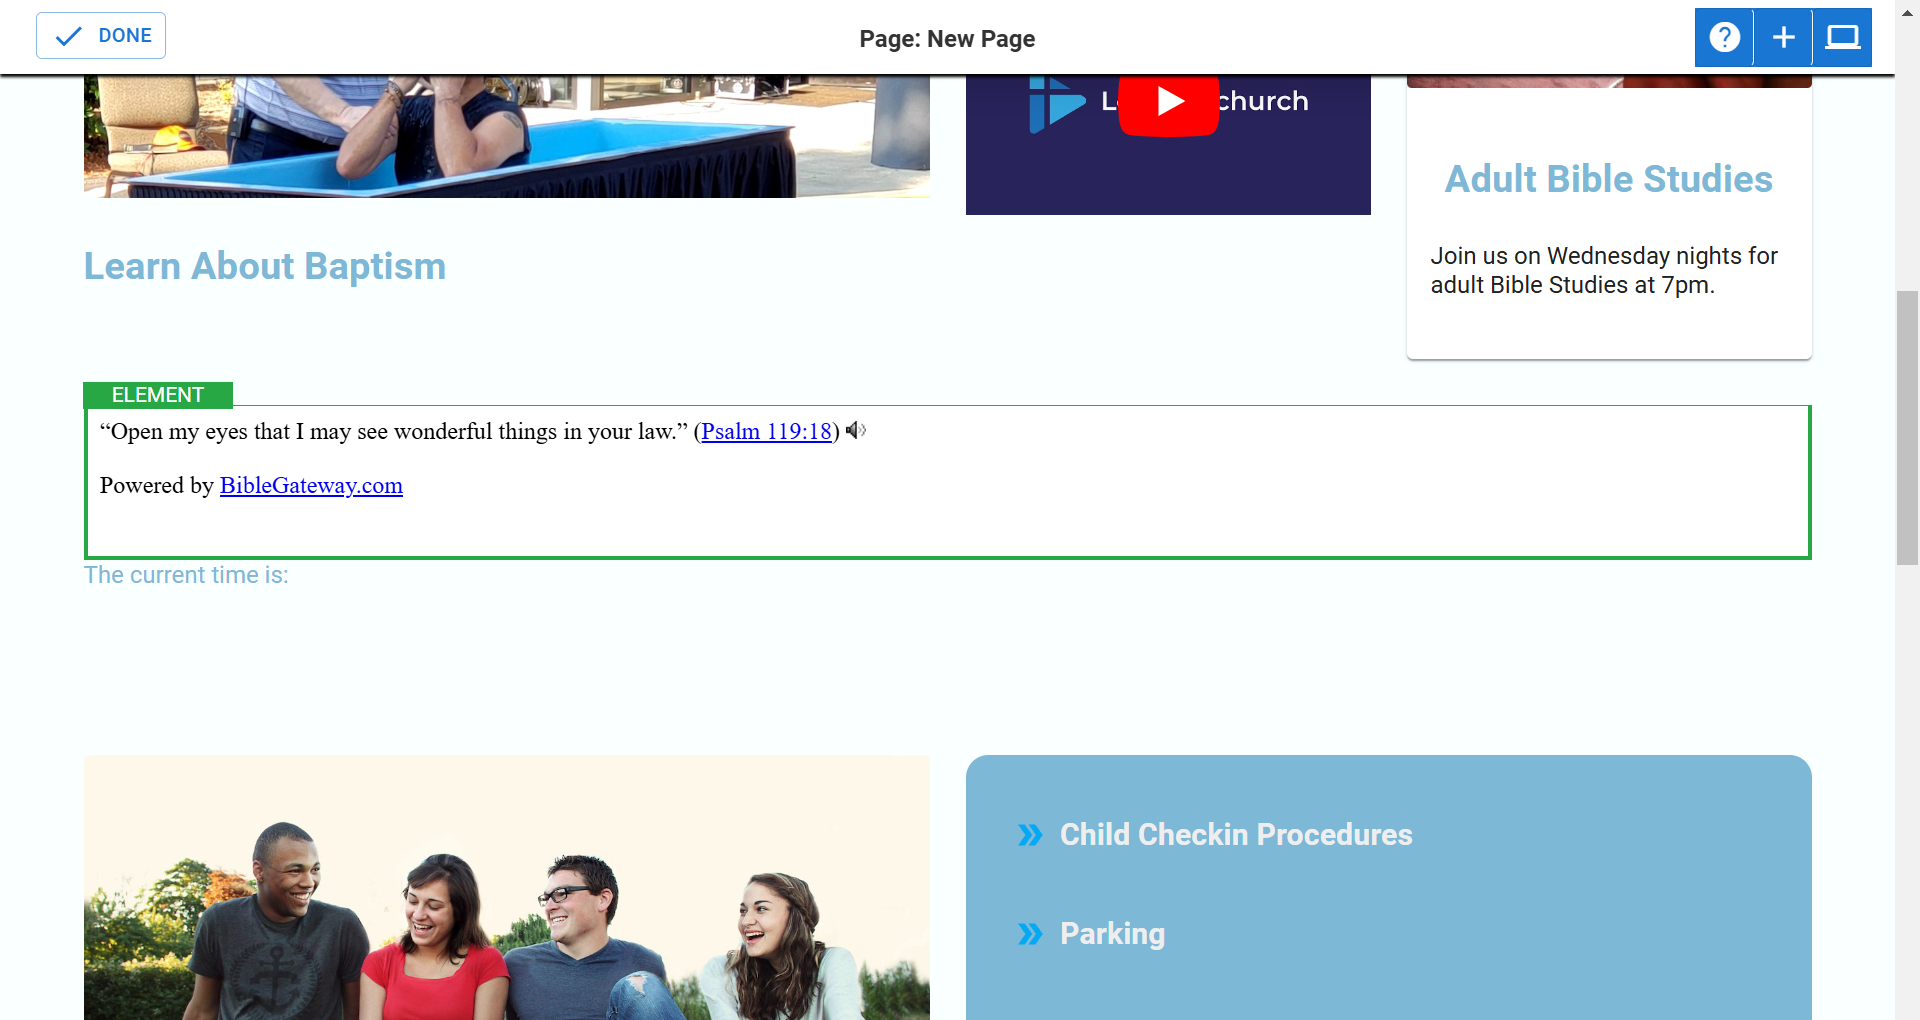 DONE
Page: New Page
church
Adult Bible Studies
Join us on Wednesday nights for
adult Bible Studies at 7pm.
Learn About Baptism
ELEMENT
“Open my eyes that I may see wonderful things in your law.” (Psalm 119:18)
Powered by BibleGateway.com
The current time is:
Child Checkin Procedures
Parking